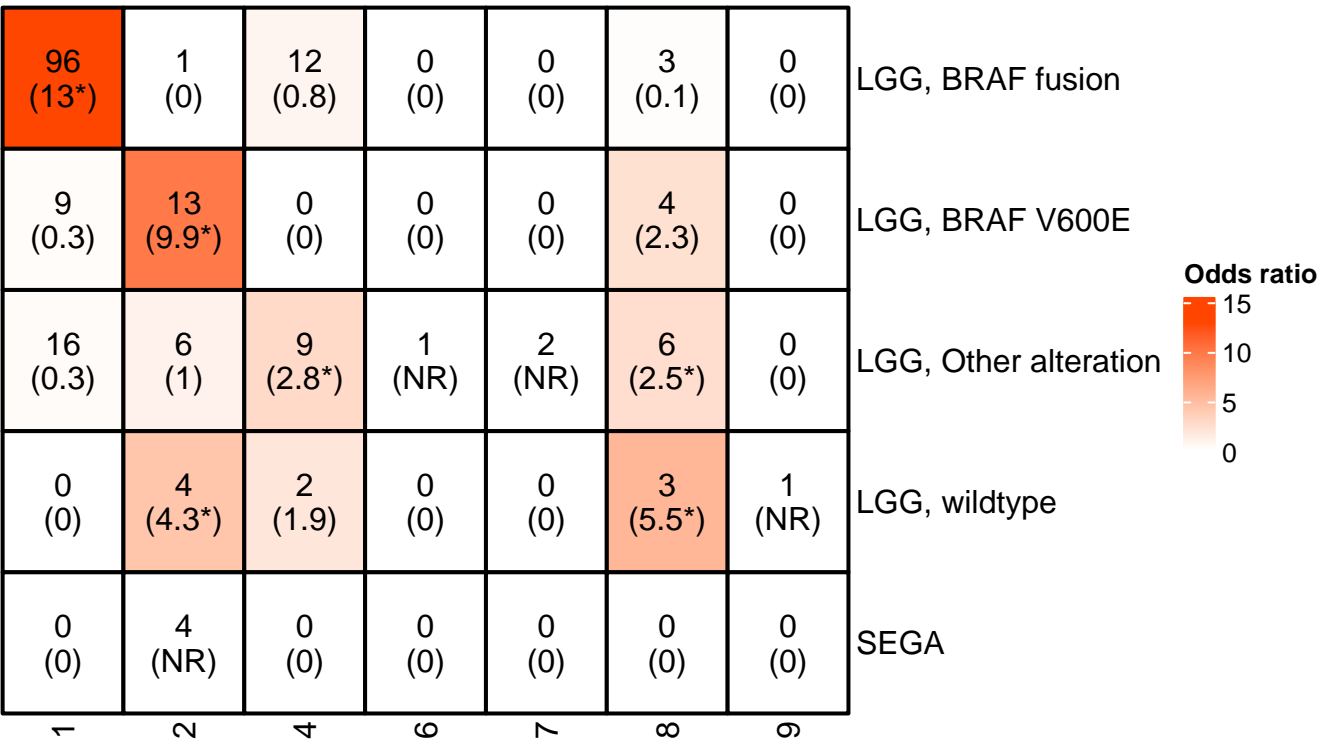 96 1 12 0 0 3 0
(13*) (0) (0.8) (0) (0) (0.1) (0)
LGG, BRAF fusion
9 13 0 0 0 4 0
(0.3) (9.9*) (0) (0) (0) (2.3) (0)
LGG, BRAF V600E
16 6 9 1 2 6 0
(0.3) (1) (2.8*) (NR) (NR) (2.5*) (0)
LGG, Other alteration
0 4 2 0 0 3 1
(0) (4.3*) (1.9) (0) (0) (5.5*) (NR)
LGG, wildtype
0 4 0 0 0 0 0
(0) (NR) (0) (0) (0) (0) (0)
SEGA
1 2 4 6 7 8 9
Odds ratio
15
10
5
0